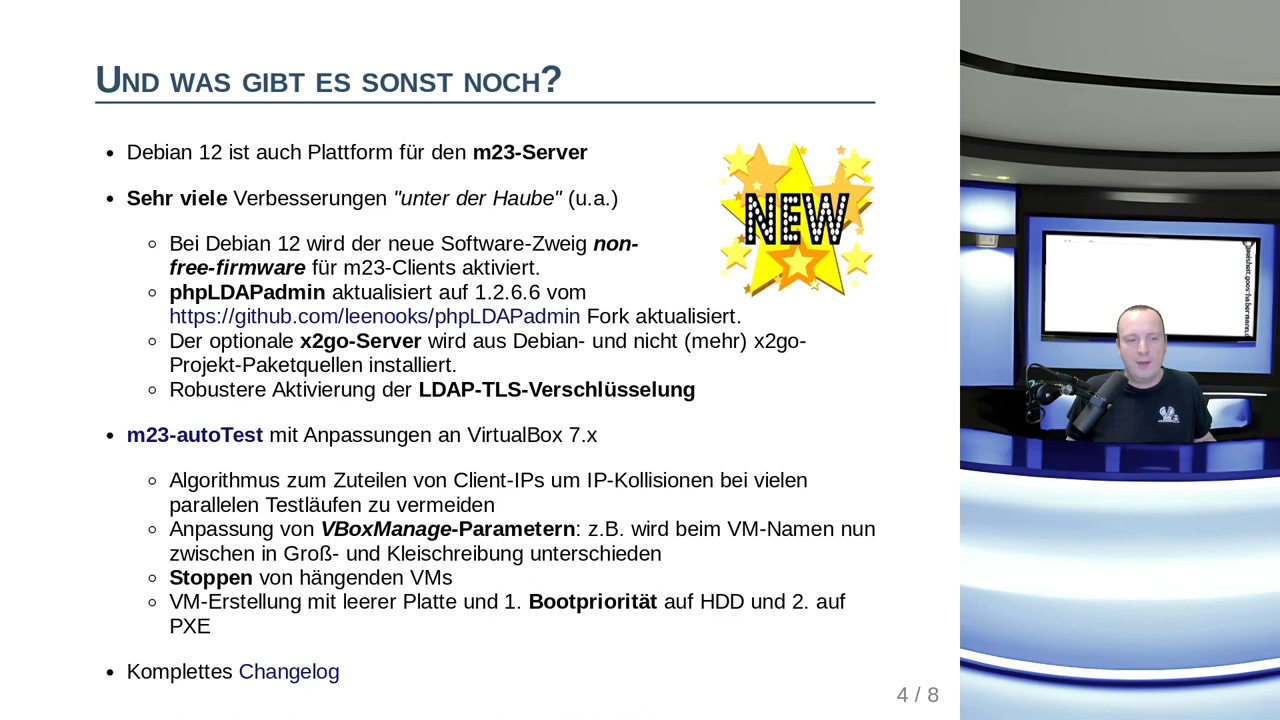 Und was gibt es sonst noch?
• Debian 12 ist auch Plattform für den m23-Server
• Sehr viele Verbesserungen "unter der Haube" (u.a.)
NEW
◦ Bei Debian 12 wird der neue Software-Zweig non-
free-firmware für m23-Clients aktiviert.
◦ phpLDAPadmin aktualisiert auf 1.2.6.6 vom
https://github.com/leenooks/phpLDAPadmin Fork aktualisiert.
◦ Der optionale x2go-Server wird aus Debian- und nicht (mehr) x2go-
Projekt-Paketquellen installiert.
◦ Robustere Aktivierung der LDAP-TLS-Verschlüsselung
• m23-autoTest mit Anpassungen an VirtualBox 7.x
◦ Algorithmus zum Zuteilen von Client-IPs um IP-Kollisionen bei vielen
parallelen Testläufen zu vermeiden
◦ Anpassung von VBoxManage-Parametern: z.B. wird beim VM-Namen nun
zwischen in Groß- und Kleischreibung unterschieden
◦ Stoppen von hängenden VMs
◦ VM-Erstellung mit leerer Platte und 1. Bootpriorität auf HDD und 2. auf
PXE
• Komplettes Changelog
4 / 8